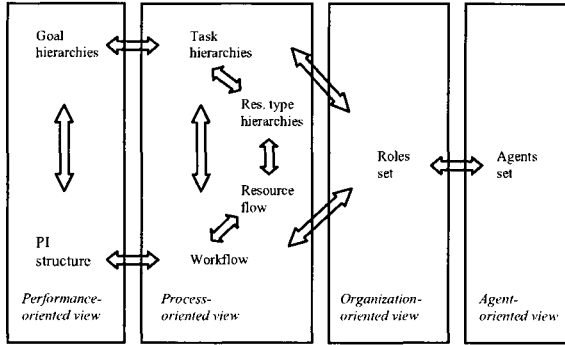 Goal
hierarchies
PI
structure
Performance-
oriented view
Task
hierarchies
Res. type
hierarchies
Resource
flow
Workflow
Process-
oriented view
Roles
set
Organization-
oriented view
Agents
set
Agent-
oriented view